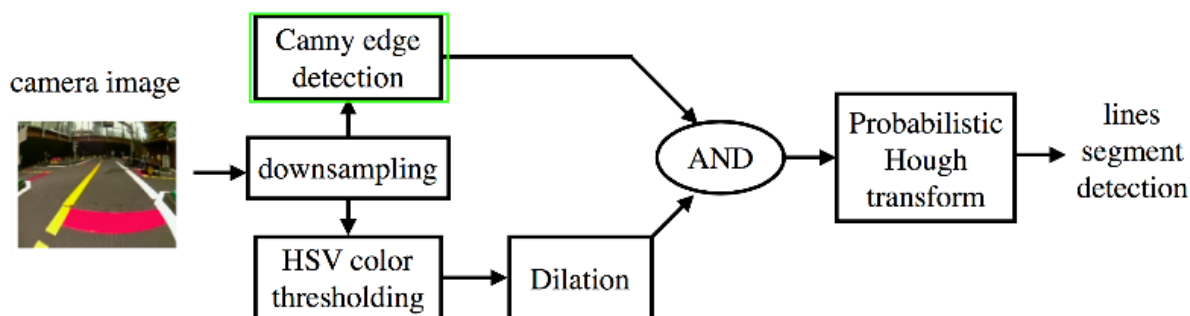 camera image
Canny edge
detection
downsampling
HSV color
thresholding
Dilation
AND
Probabilistic
Hough
transform
lines
segment
detection